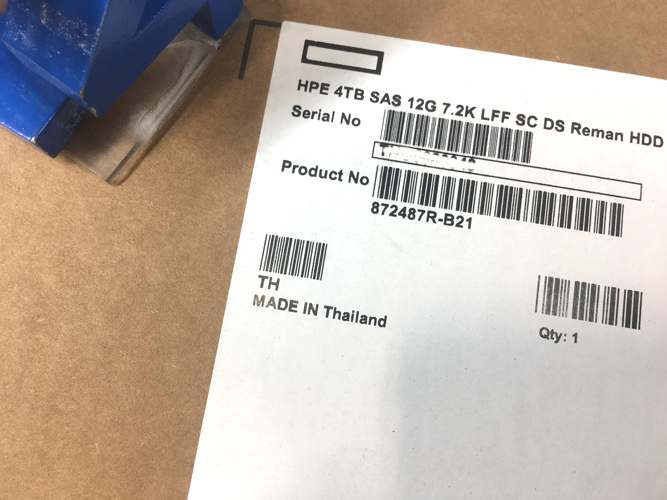 HPE 4TB SAS 12G 7.2K LFF SC DS Reman HDD
Serial No
Product No
872487R-B21
TH
MADE IN Thailand
Qty: 1